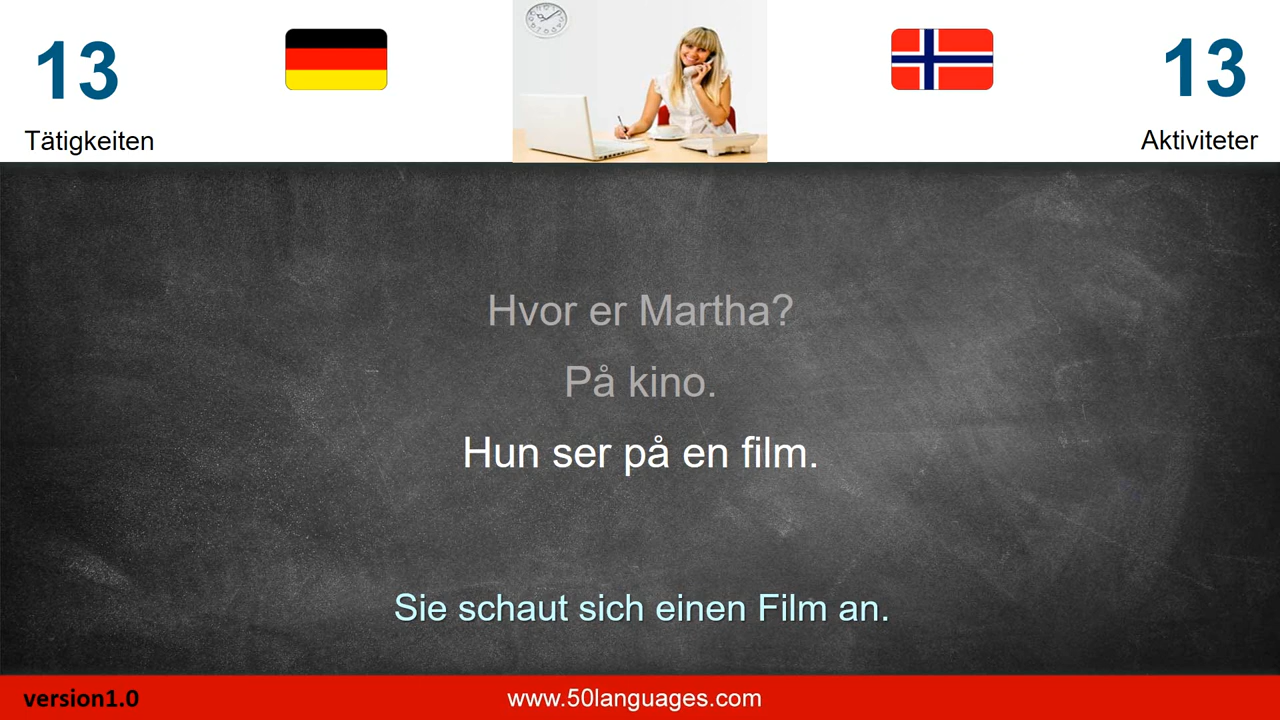 13
Tätigkeiten
13
Aktiviteter
Hvor er Martha?
På kino.
Hun ser på en film.
Sie schaut sich einen Film an.
version1.0
www.50languages.com